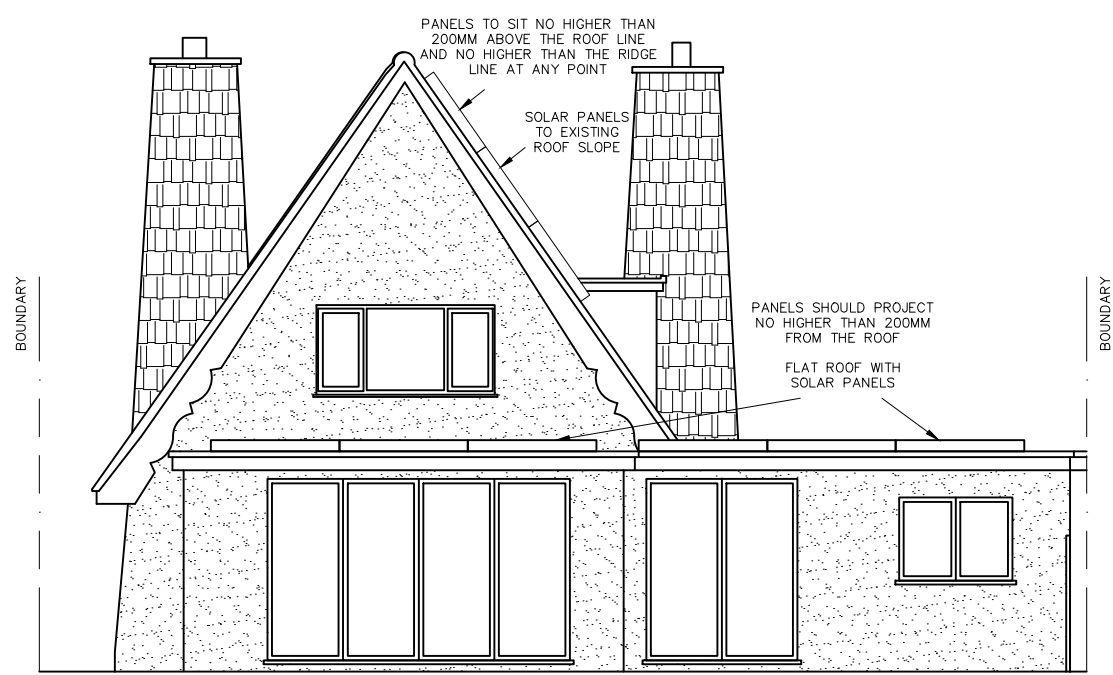 PANELS TO SIT NO HIGHER THAN
200MM ABOVE THE ROOF LINE
AND NO HIGHER THAN THE RIDGE
LINE AT ANY POINT
SOLAR PANELS
TO EXISTING
ROOF SLOPE
BOUNDARY
PANELS SHOULD PROJECT
NO HIGHER THAN 200MM
FROM THE ROOF
FLAT ROOF WITH
SOLAR PANELS
BOUNDARY